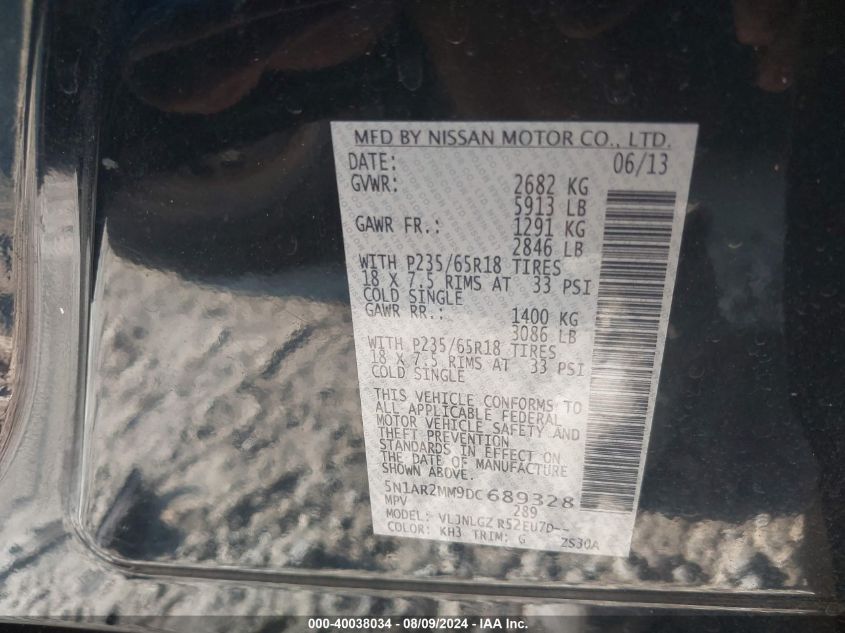 MFD BY NISSAN MOTOR CO., LTD.
DATE: 06/13
GVWR: 2682 KG
5913 LB
GAWR FR.: 1291 KG
2846 LB
WITH P235/65R18 TIRES
18 X 7.5 RIMS AT 33 PSI
COLD SINGLE
GAWR RR.: 1400 KG
3086 LB
WITH P235/65R18 TIRES
18 X 7.5 RIMS AT 33 PSI
COLD SINGLE
THIS VEHICLE CONFORMS TO
ALL APPLICABLE FEDERAL
MOTOR VEHICLE SAFETY AND
THEFT PREVENTION
STANDARDS IN EFFECT ON
THE DATE OF MANUFACTURE
SHOWN ABOVE.
5N1AR2MM9DC689328
MPV 289
MODEL: VLJNLGZ R52EU7D--
COLOR: KH3 TRIM: G 2S30A
000-40038034 - 08/09/2024 - IAA Inc.